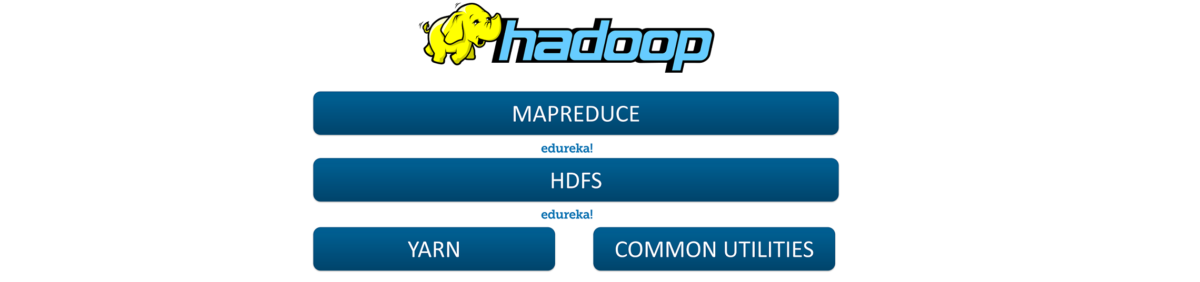 hadoop
MAPREDUCE
edureka!
HDFS
edureka!
YARN
COMMON UTILITIES